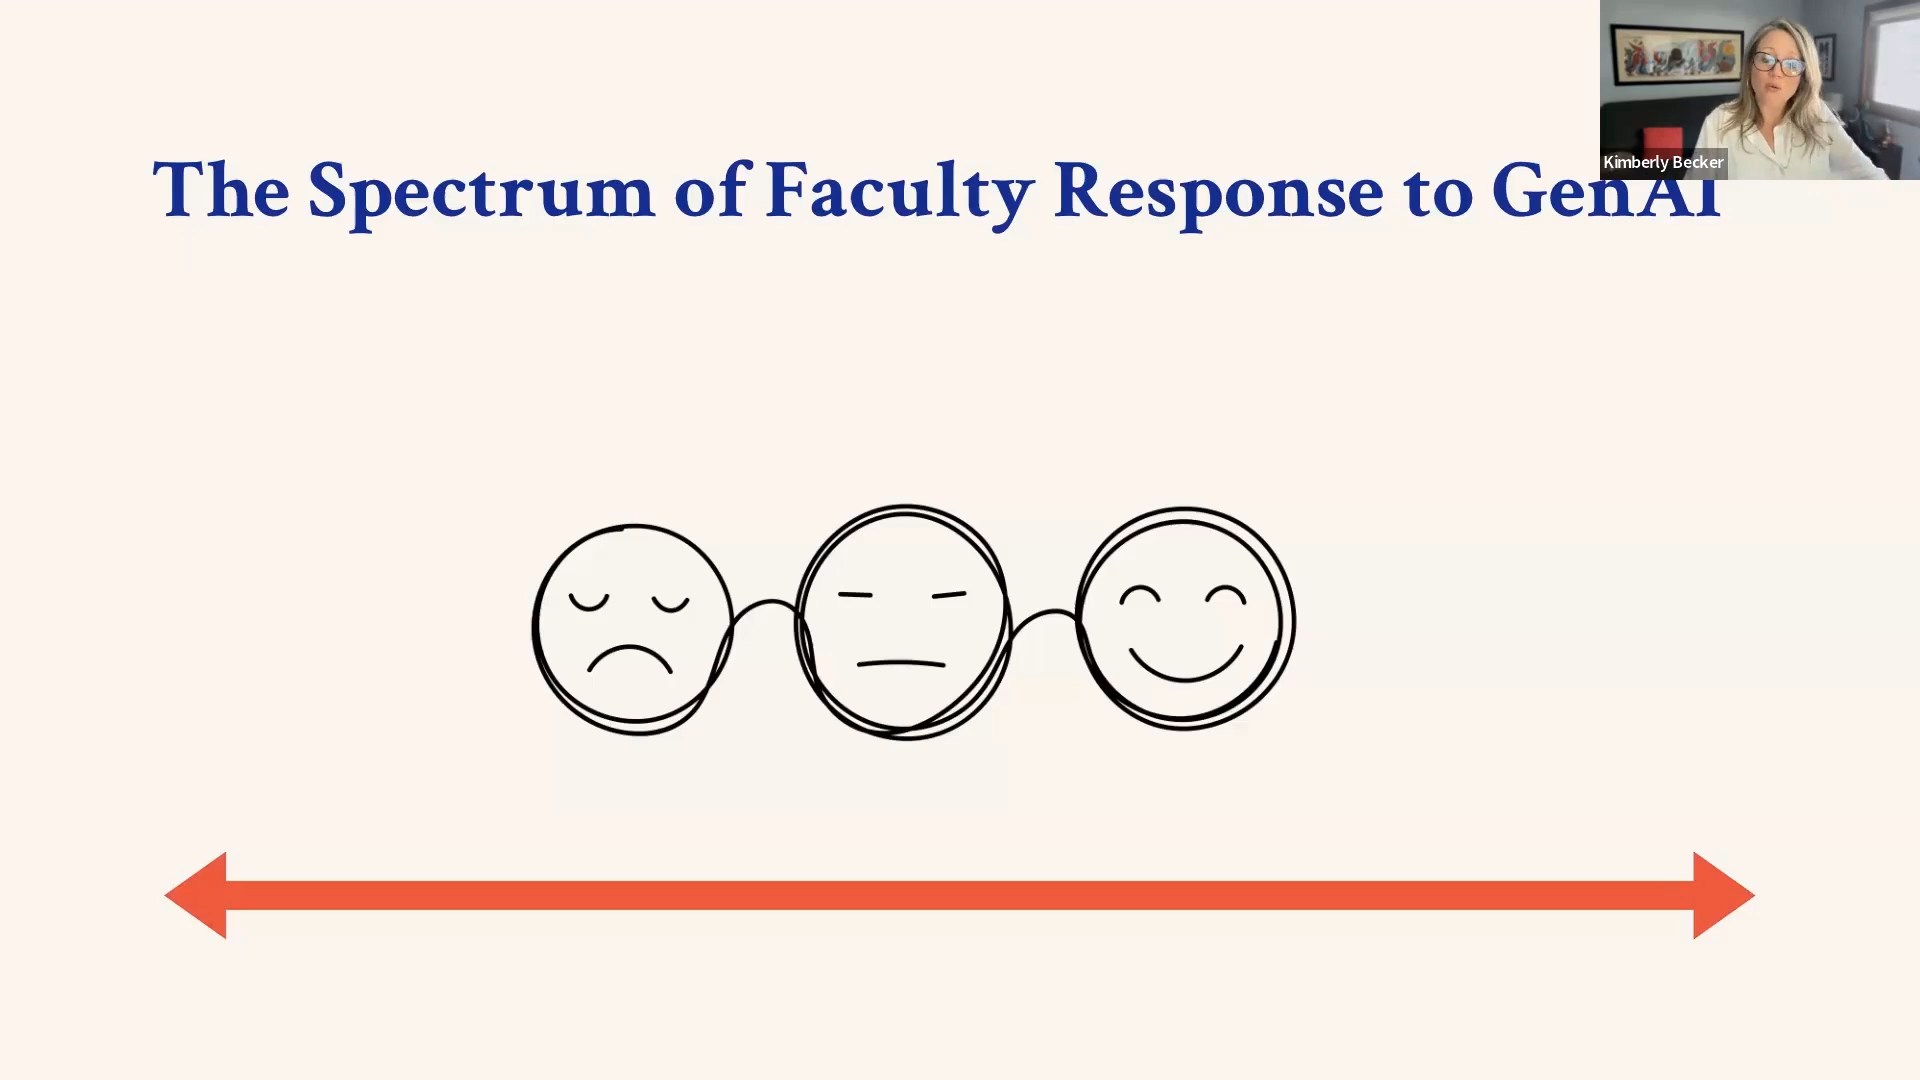 The Spectrum of Faculty Response to GenAI
Kimberly Becker